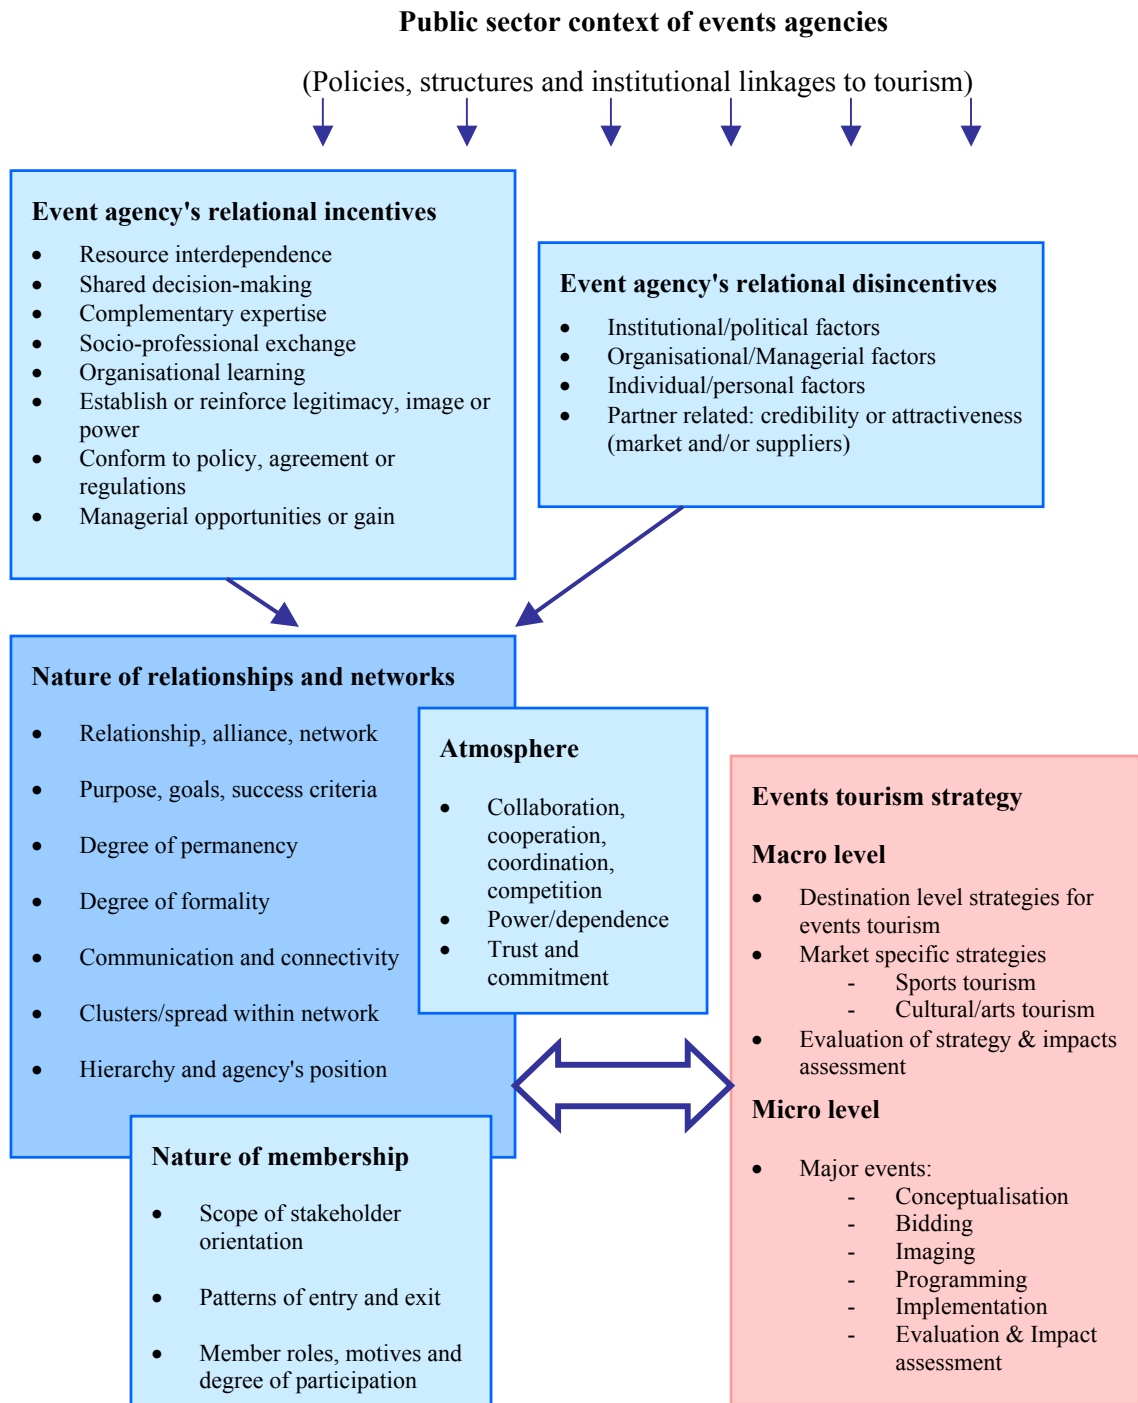 Public sector context of events agencies
(Policies, structures and institutional linkages to tourism)
Event agency's relational incentives
• Resource interdependence
• Shared decision-making
• Complementary expertise
• Socio-professional exchange
• Organisational learning
• Establish or reinforce legitimacy, image or
power
• Conform to policy, agreement or
regulations
• Managerial opportunities or gain
Event agency's relational disincentives
• Institutional/political factors
• Organisational/Managerial factors
• Individual/personal factors
• Partner related: credibility or attractiveness
(market and/or suppliers)
Nature of relationships and networks
• Relationship, alliance, network
• Purpose, goals, success criteria
• Degree of permanency
• Degree of formality
• Communication and connectivity
• Clusters/spread within network
• Hierarchy and agency's position
Atmosphere
• Collaboration,
cooperation,
coordination,
competition
• Power/dependence
• Trust and
commitment
Nature of membership
• Scope of stakeholder
orientation
• Patterns of entry and exit
• Member roles, motives and
degree of participation
Events tourism strategy
Macro level
• Destination level strategies for
events tourism
• Market specific strategies
- Sports tourism
- Cultural/arts tourism
• Evaluation of strategy & impacts
assessment
Micro level
• Major events:
- Conceptualisation
- Bidding
- Imaging
- Programming
- Implementation
- Evaluation & Impact
assessment